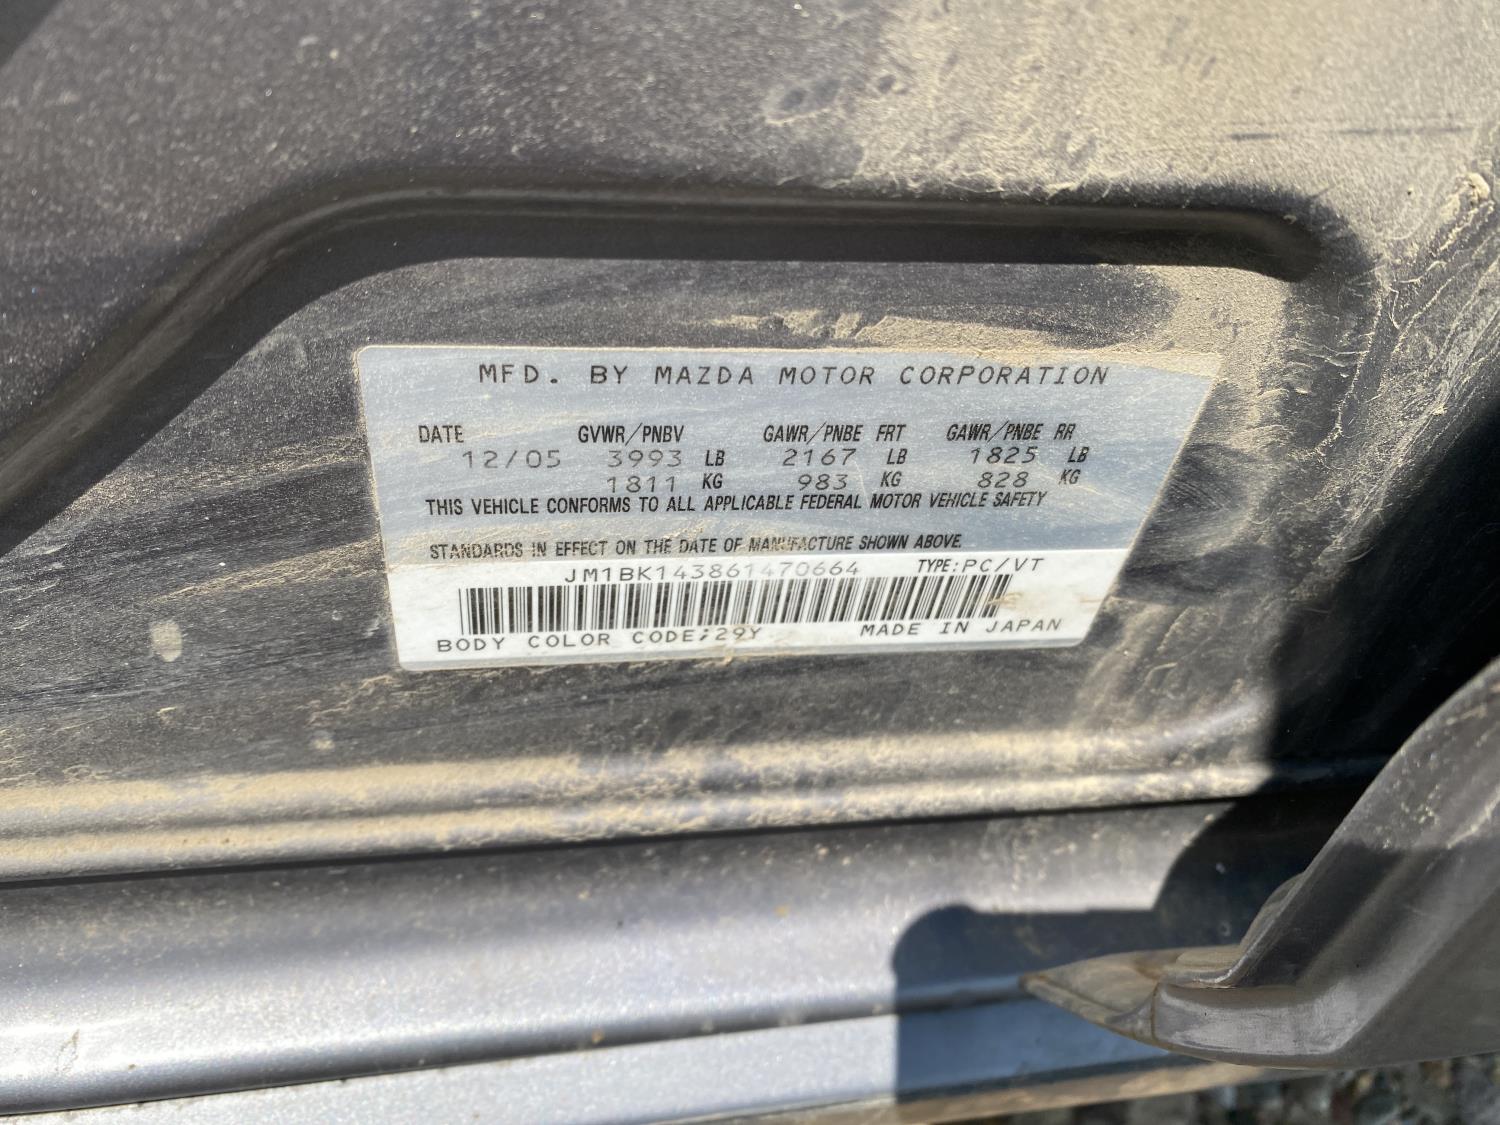 MFD. BY MAZDA MOTOR CORPORATION
DATE GVWR/PNBV GAWR/PNBE FRT GAWR/PNBE RR
12/05 3993 LB 2167 LB 1825 LB
1811 KG 983 KG 828 KG
THIS VEHICLE CONFORMS TO ALL APPLICABLE FEDERAL MOTOR VEHICLE SAFETY
STANDARDS IN EFFECT ON THE DATE OF MANUFACTURE SHOWN ABOVE.
JM1BK143861470664 TYPE:PC/VT
BODY COLOR CODE;29Y MADE IN JAPAN